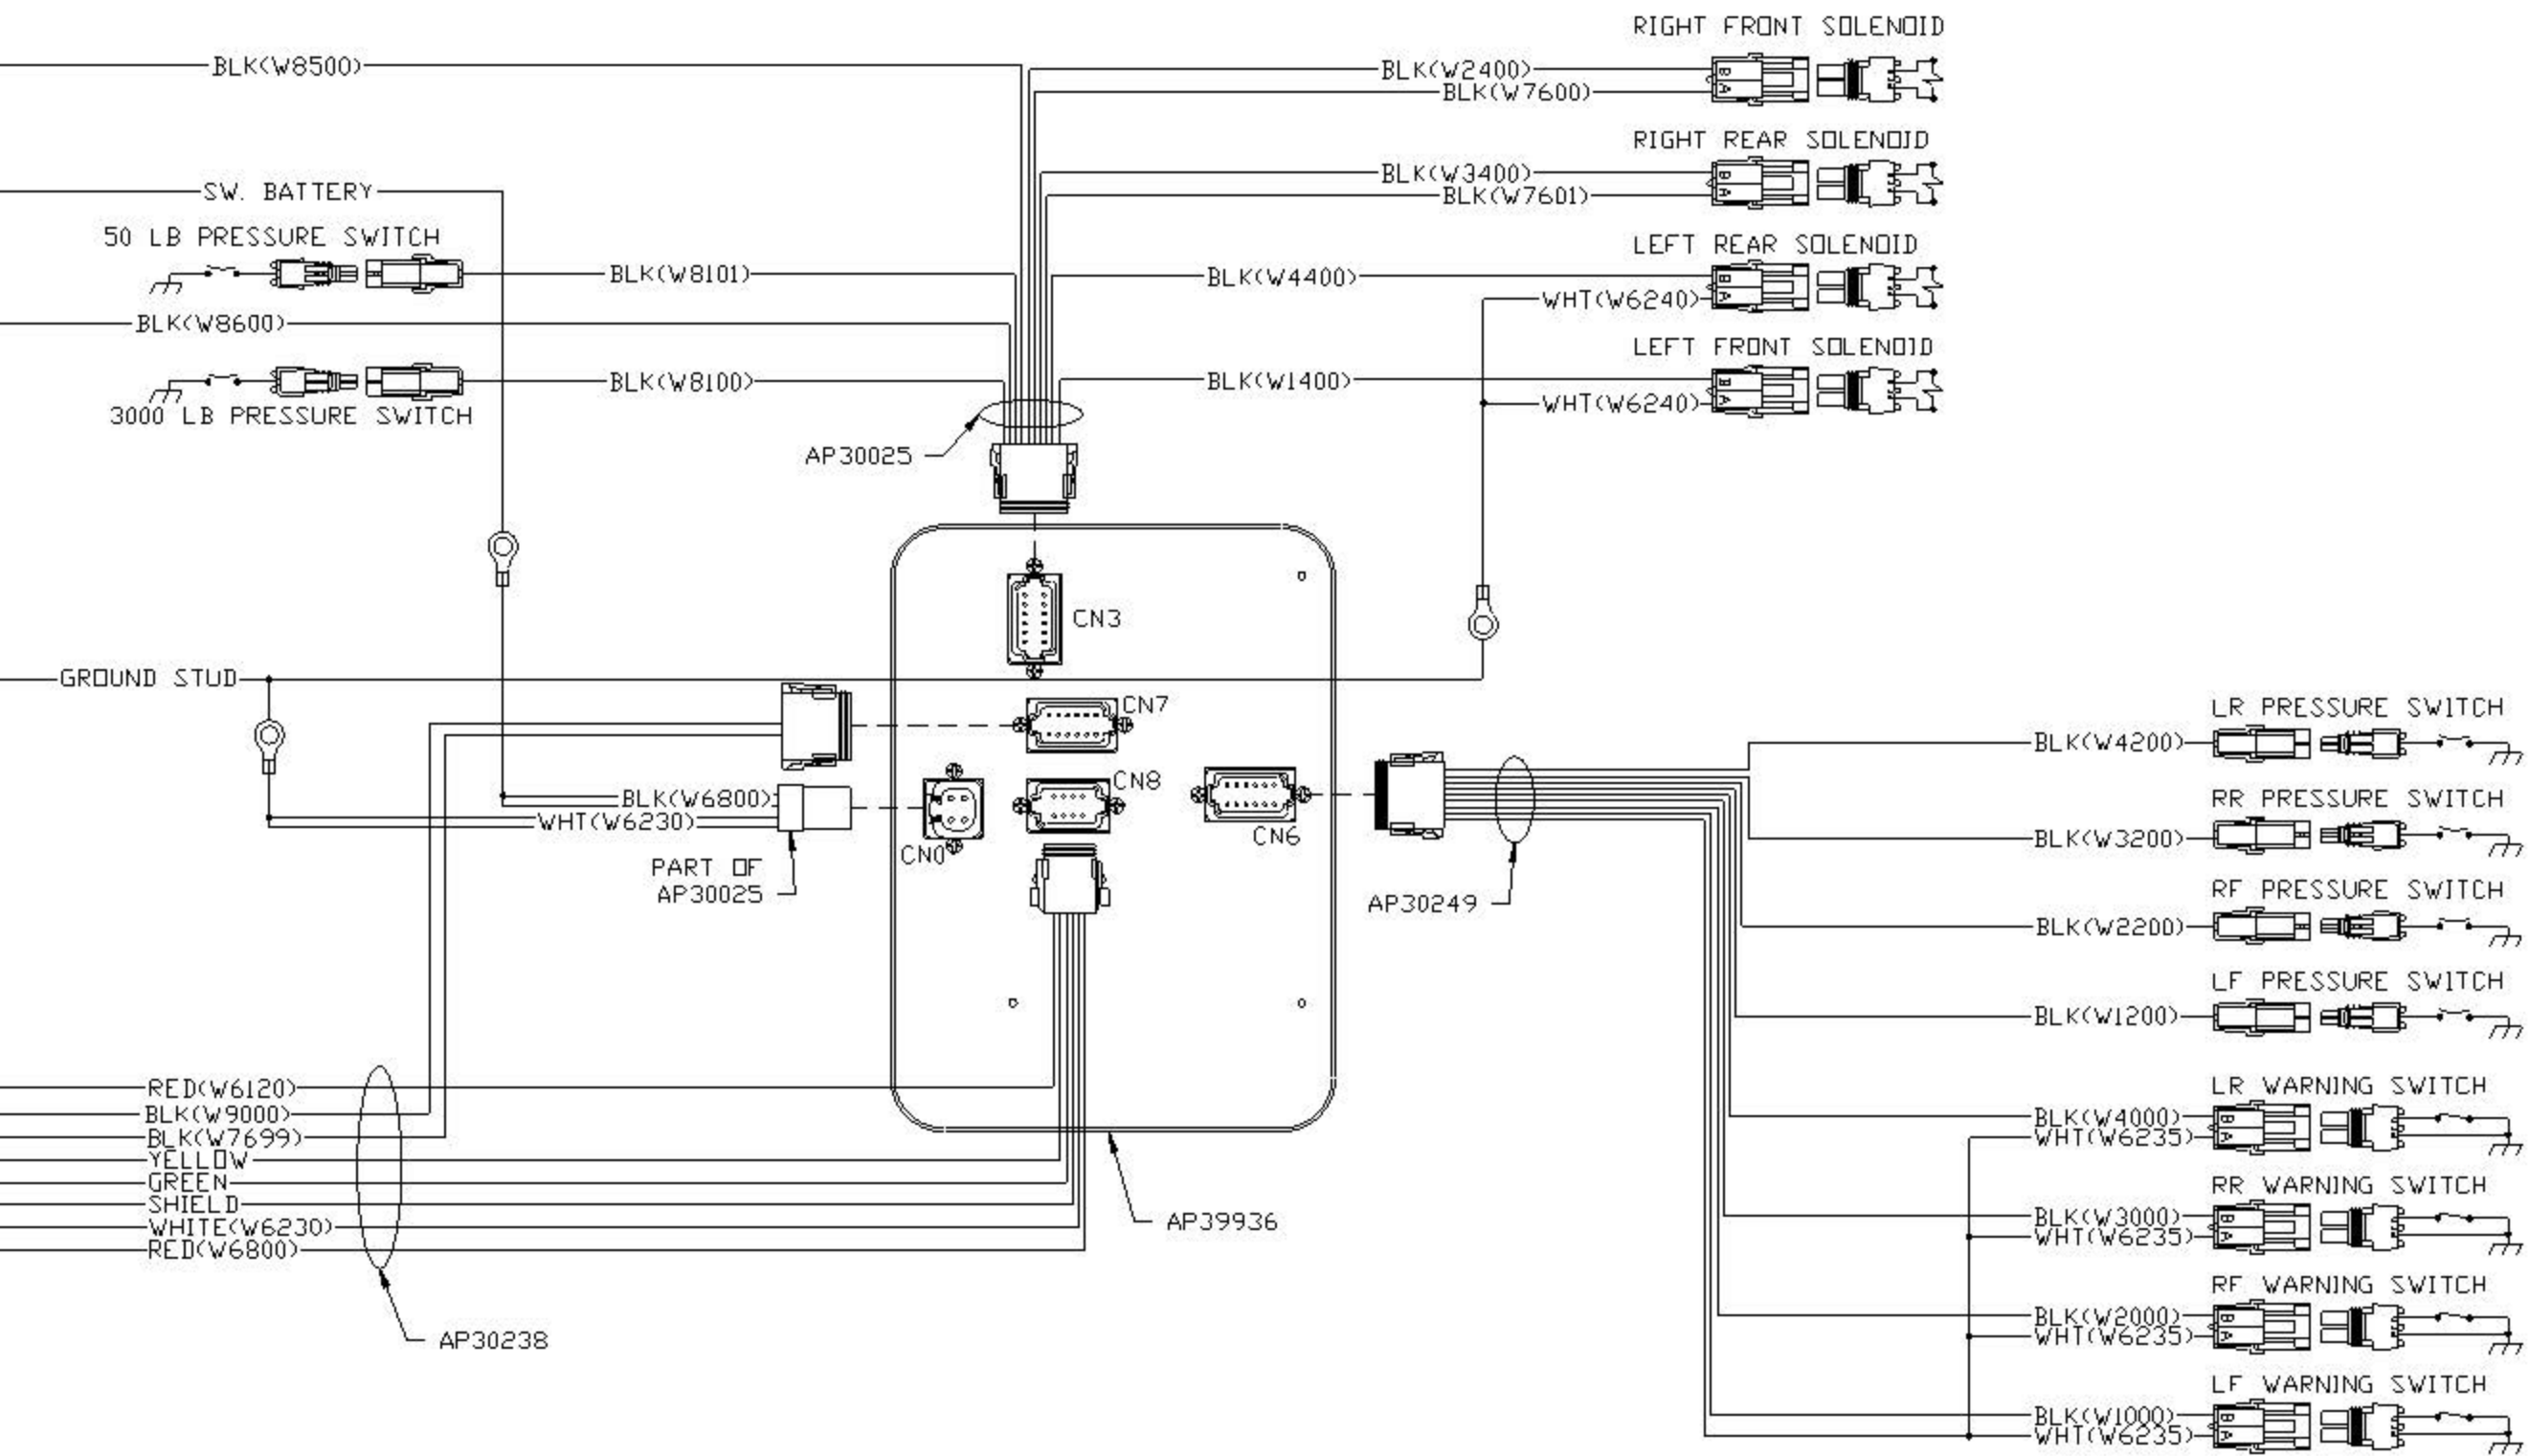 RIGHT FRONT SOLENOID
BLK(W8500)
BLK(W2400)
BLK(W7600)
B
A
RIGHT REAR SOLENOID
BLK(W3400)
BLK(W7601)
B
A
SW. BATTERY
50 LB PRESSURE SWITCH
BLK(W8101)
LEFT REAR SOLENOID
BLK(W4400)
WHT(W6240)
B
A
BLK(W8600)
LEFT FRONT SOLENOID
BLK(W8100)
BLK(W1400)
WHT(W6240)
B
A
3000 LB PRESSURE SWITCH
AP30025
CN3
GROUND STUD
CN7
CN8
BLK(W6800)
WHT(W6230)
CN0
CN6
PART OF
AP30025
AP30249
LR PRESSURE SWITCH
BLK(W4200)
RR PRESSURE SWITCH
BLK(W3200)
RF PRESSURE SWITCH
BLK(W2200)
LF PRESSURE SWITCH
BLK(W1200)
RED(W6120)
BLK(W9000)
BLK(W7699)
YELLOW
GREEN
SHIELD
WHITE(W6230)
RED(W6800)
AP30238
AP39936
LR WARNING SWITCH
BLK(W4000)
WHT(W6235)
B
A
RR WARNING SWITCH
BLK(W3000)
WHT(W6235)
B
A
RF WARNING SWITCH
BLK(W2000)
WHT(W6235)
B
A
LF WARNING SWITCH
BLK(W1000)
WHT(W6235)
B
A